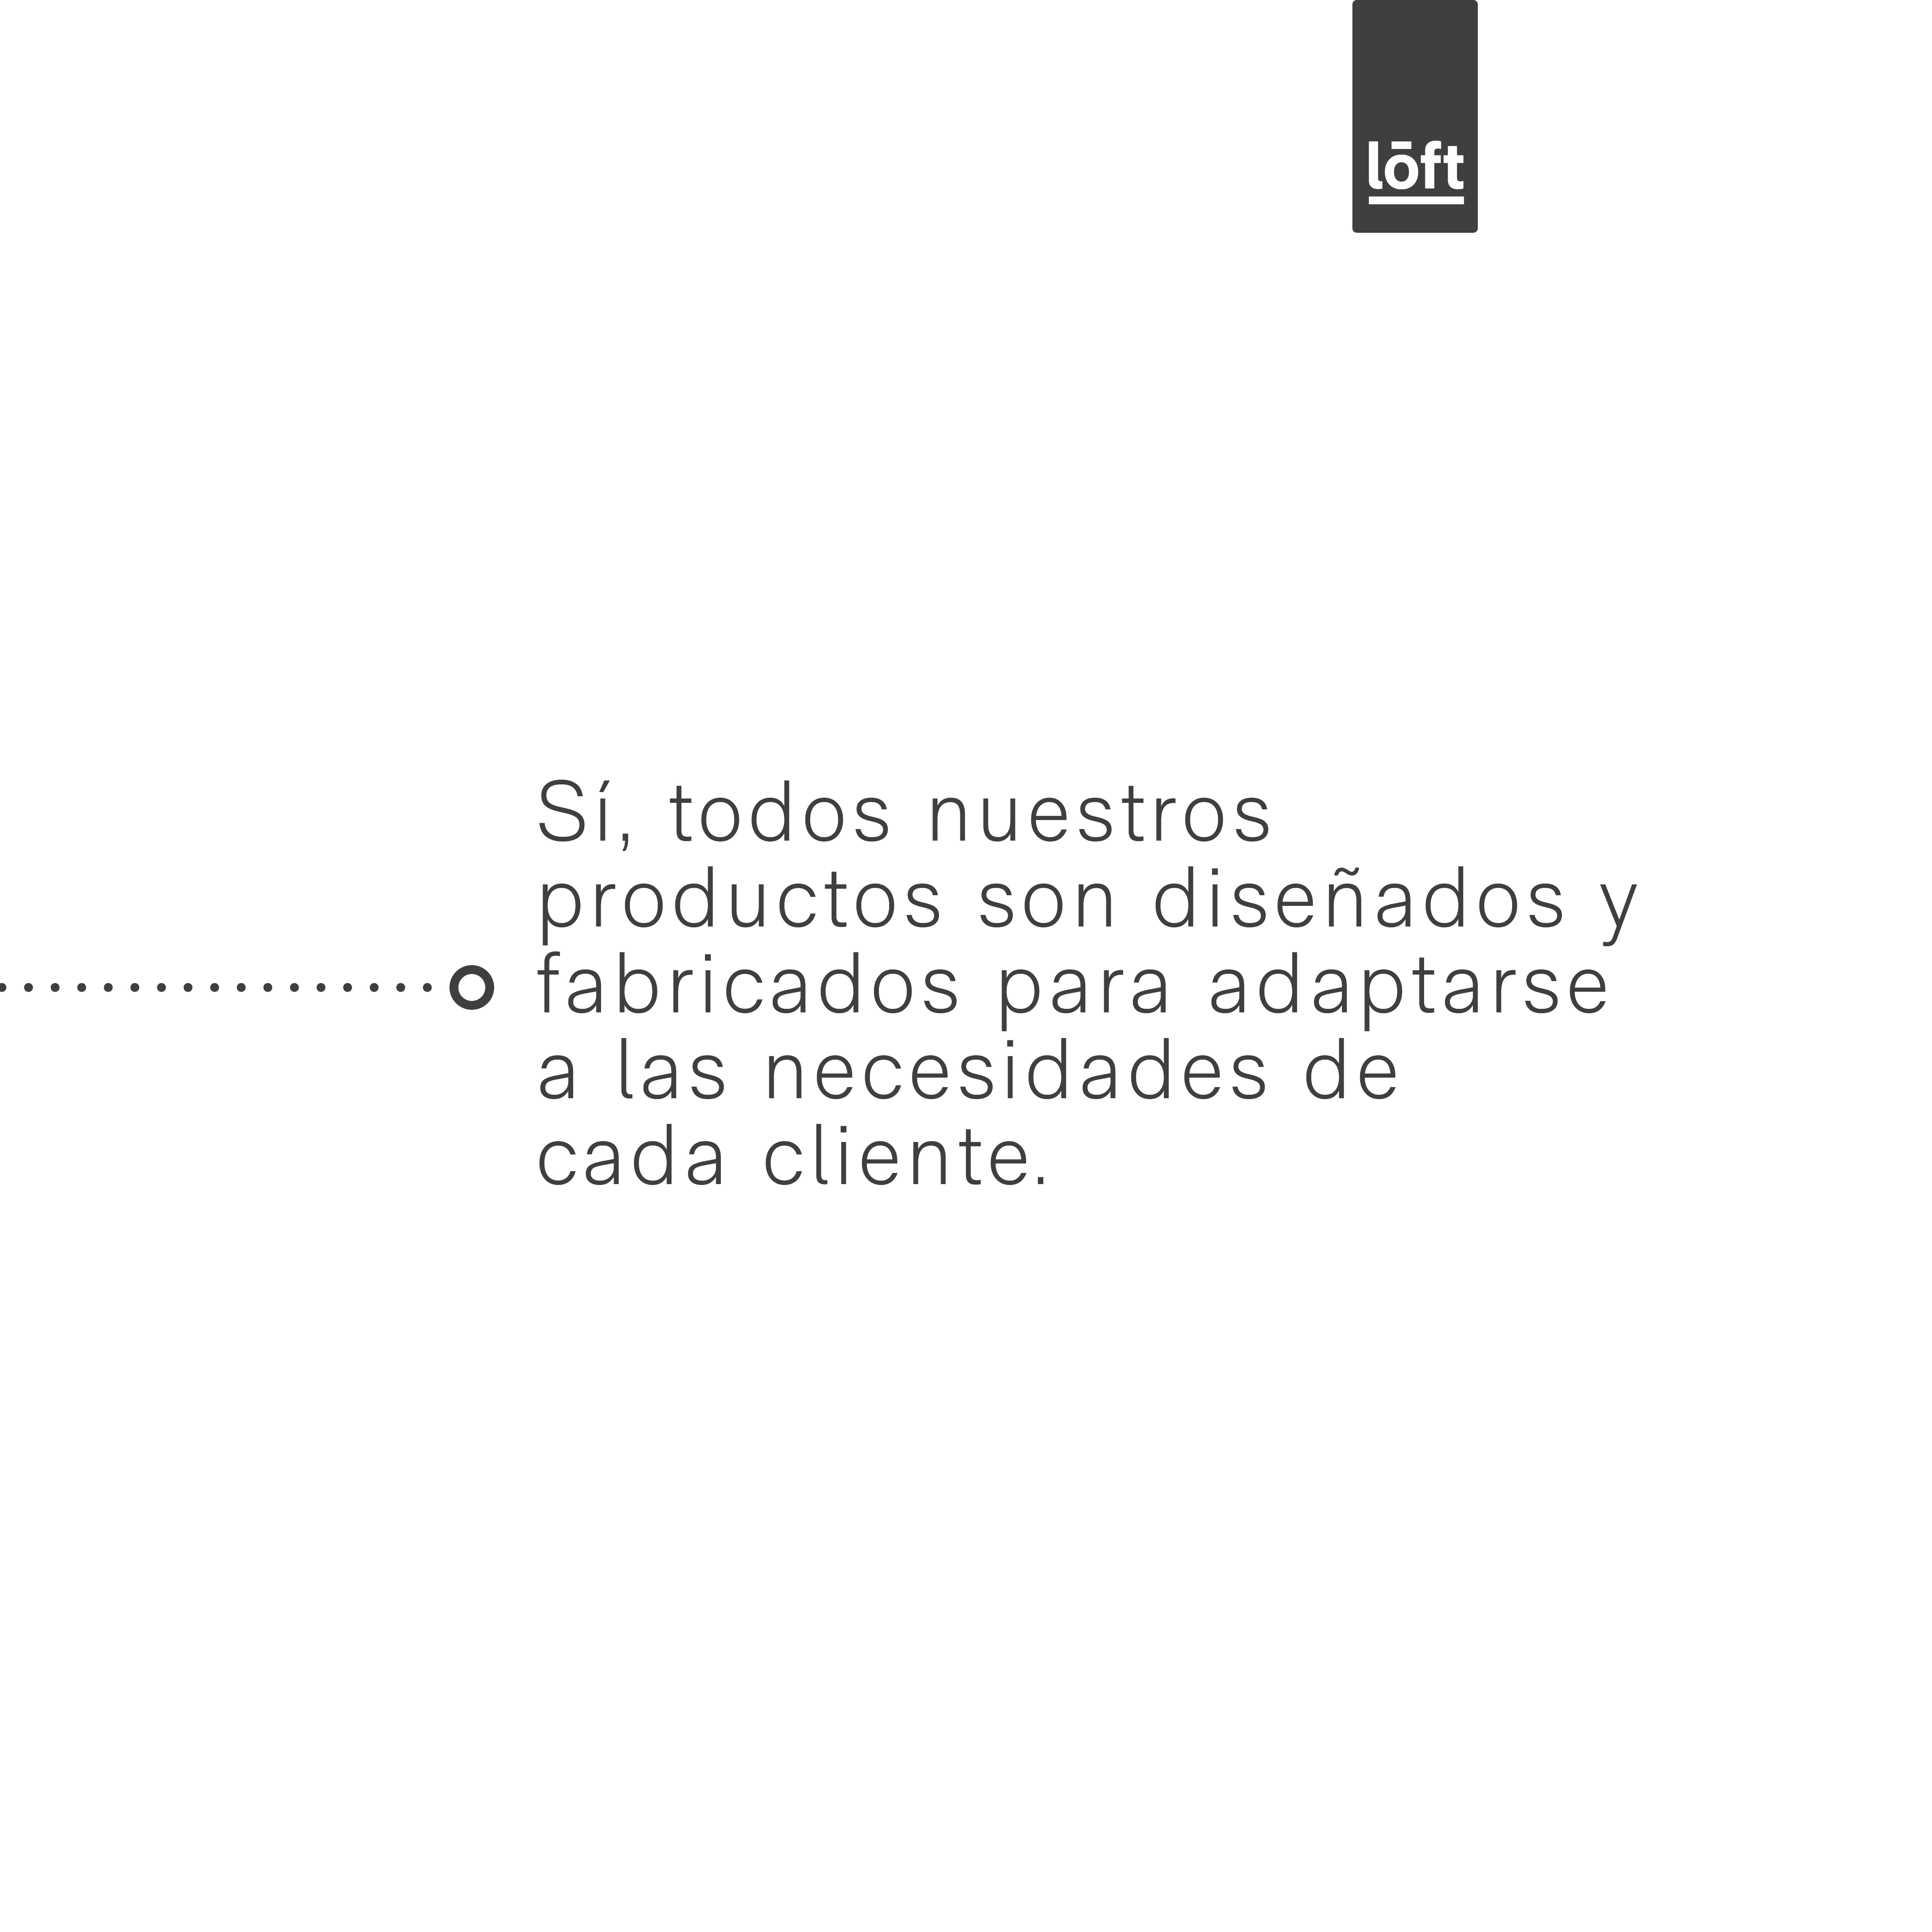 lōft
Sí, todos nuestros
productos son diseñados y
fabricados para adaptarse
a las necesidades de
cada cliente.